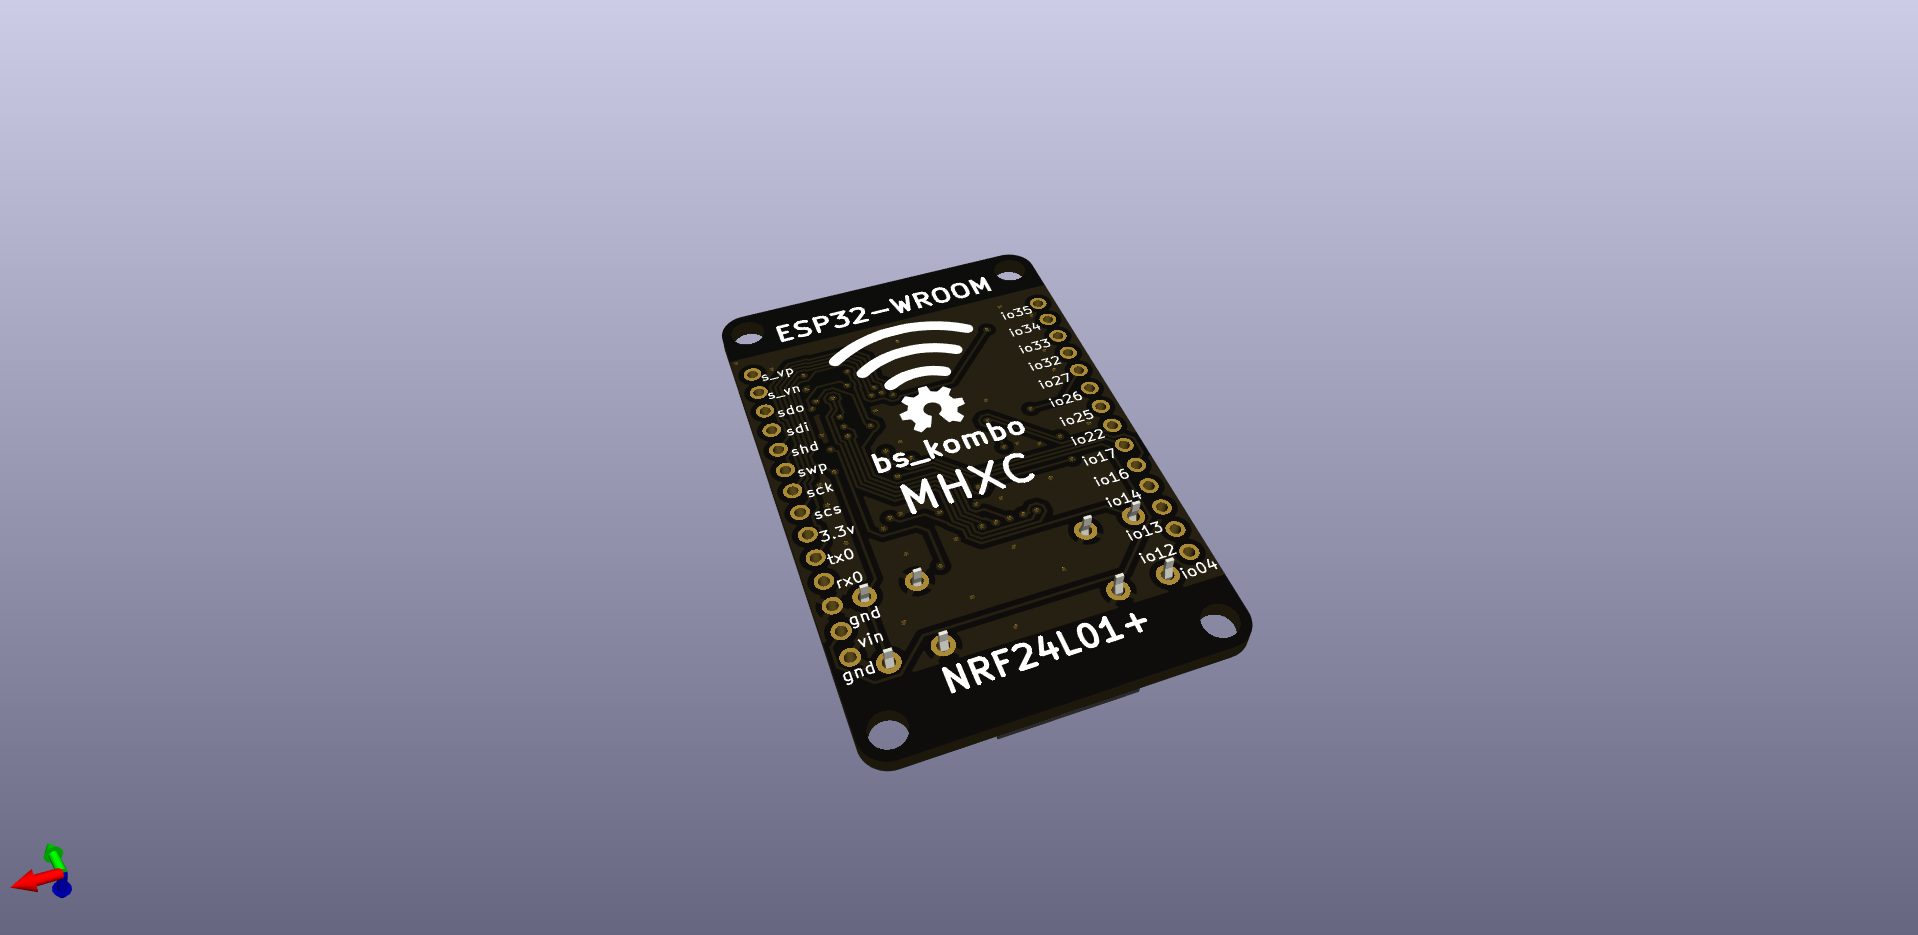 ESP32-WROOM
s_vp
s_vn
sdo
sdi
shd
swp
sck
scs
3.3v
tx0
rx0
gnd
vin
gnd
bs_kombo
MHXC
io35
io34
io33
io32
io27
io26
io25
io22
io17
io16
io14
io13
io12
io04
NRF24L01+